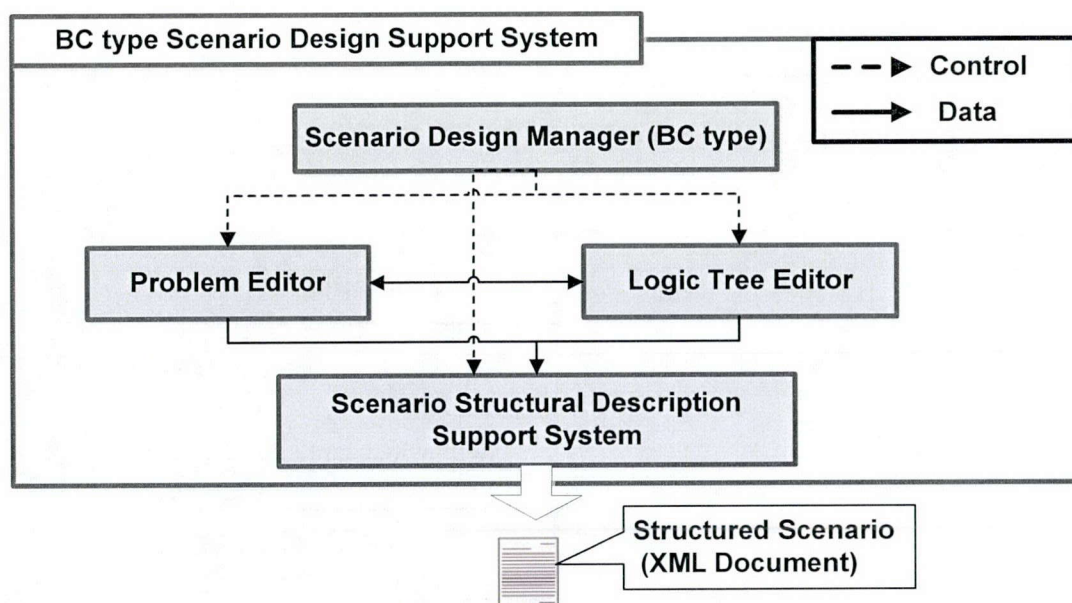 BC type Scenario Design Support System
Control
Data
Scenario Design Manager (BC type)
Problem Editor
Logic Tree Editor
Scenario Structural Description
Support System
Structured Scenario
(XML Document)